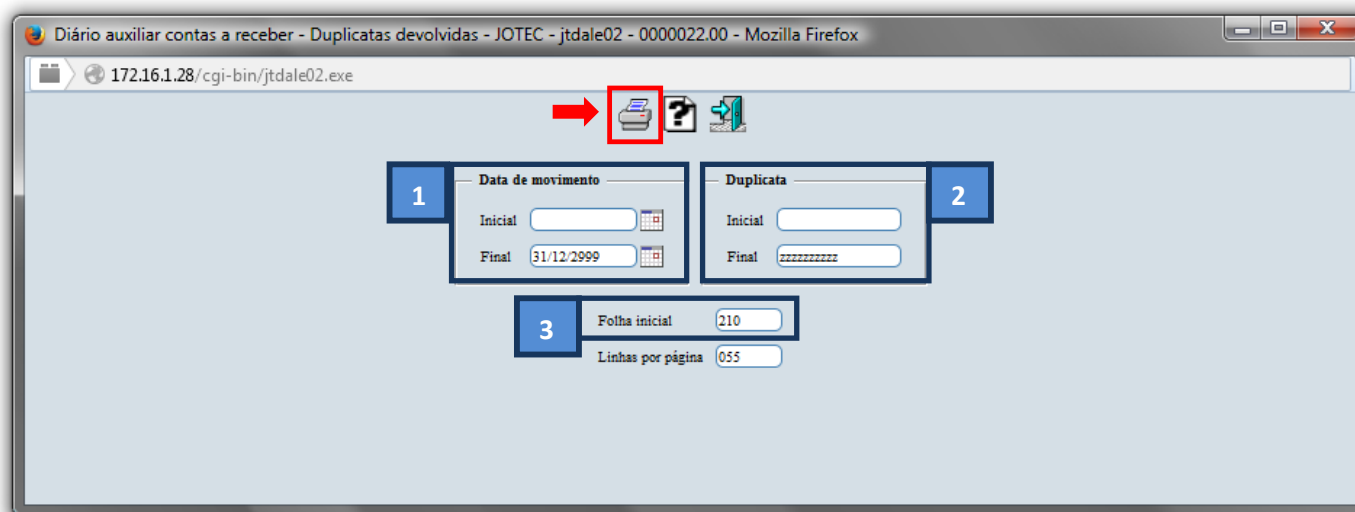 Diário auxiliar contas a receber - Duplicatas devolvidas - JOTEC - jtdale02 - 0000022.00 - Mozilla Firefox
172.16.1.28/cgi-bin/jtdale02.exe
?
1
Data de movimento
Inicial
Final 31/12/2999
Duplicata
Inicial
Final zzzzzzzzzz
2
3
Folha inicial 210
Linhas por página 055